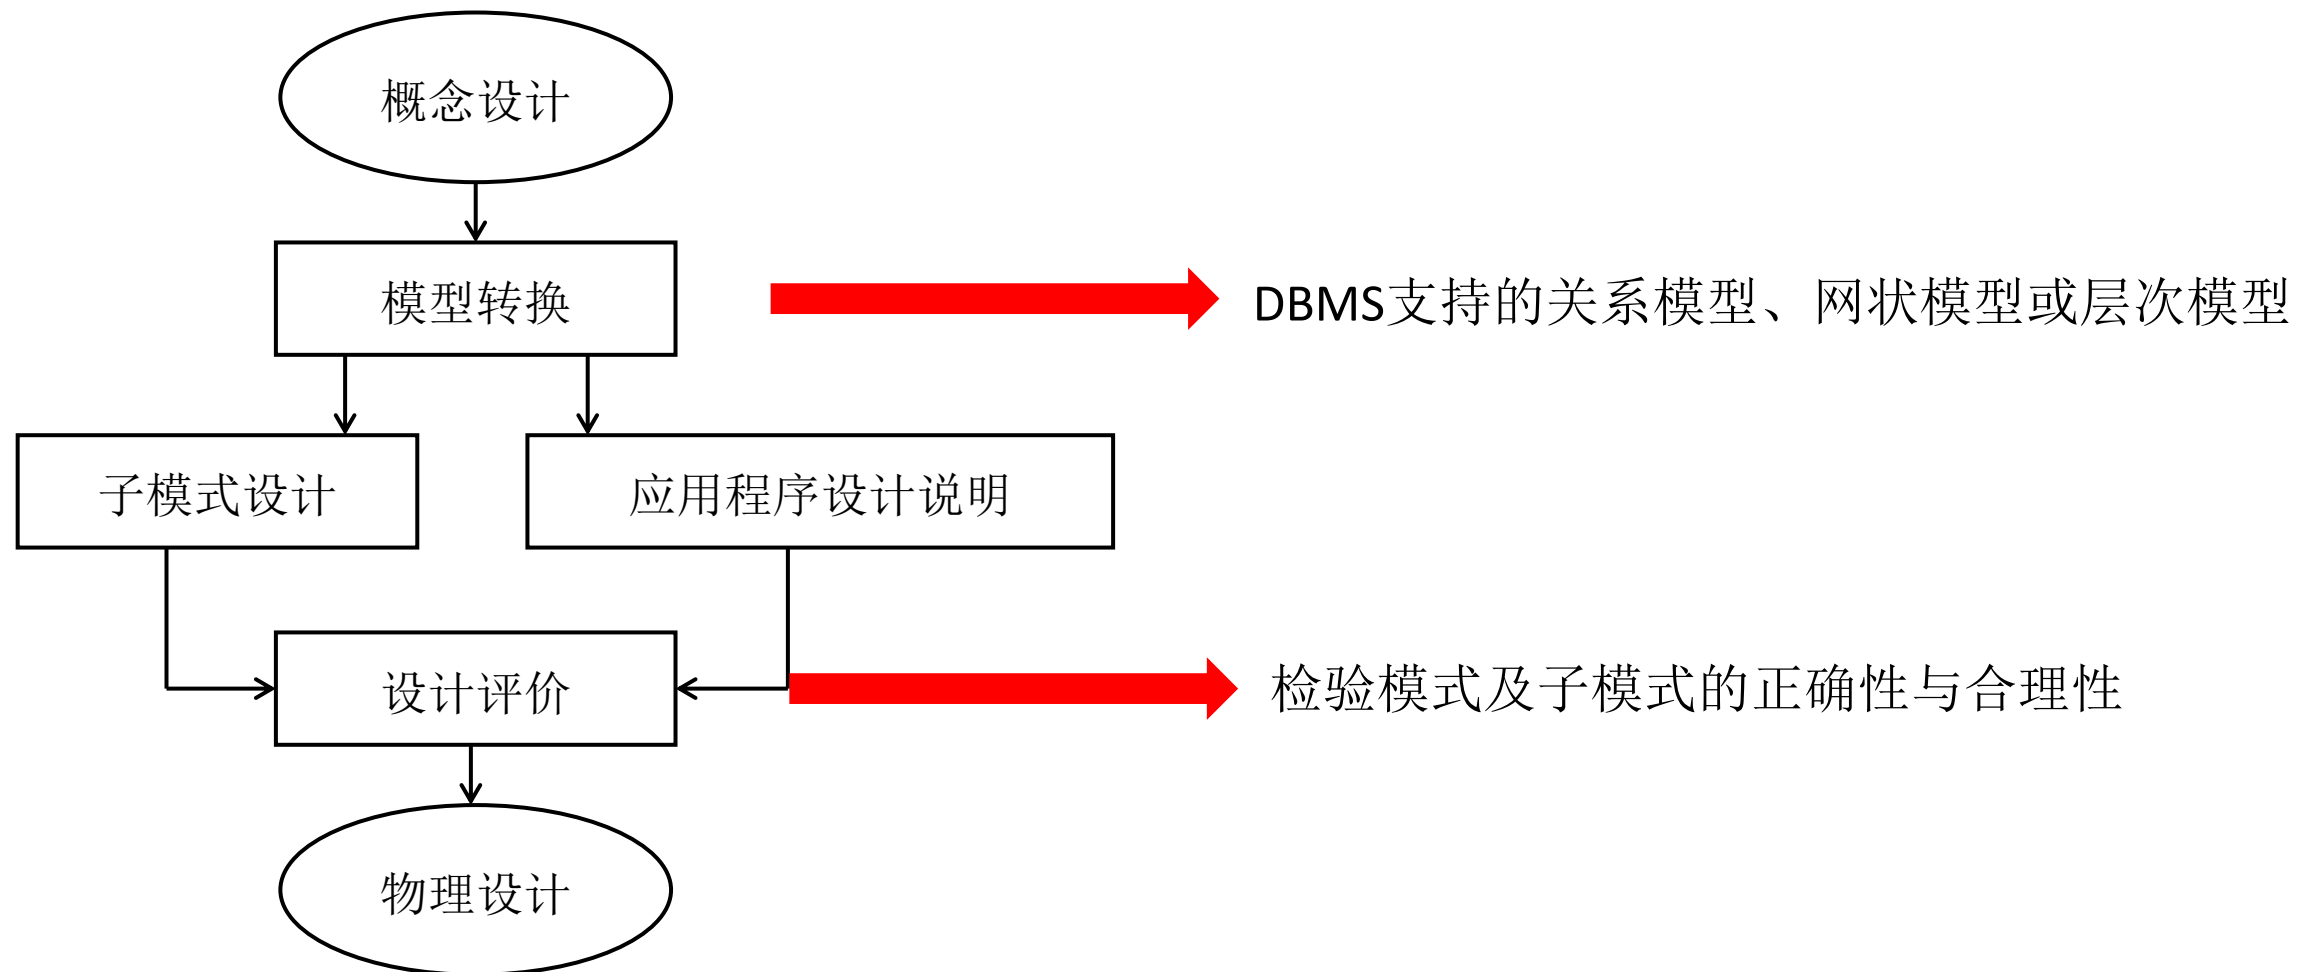 概念设计
模型转换
DBMS支持的关系模型、网状模型或层次模型
子模式设计
应用程序设计说明
设计评价
检验模式及子模式的正确性与合理性
物理设计